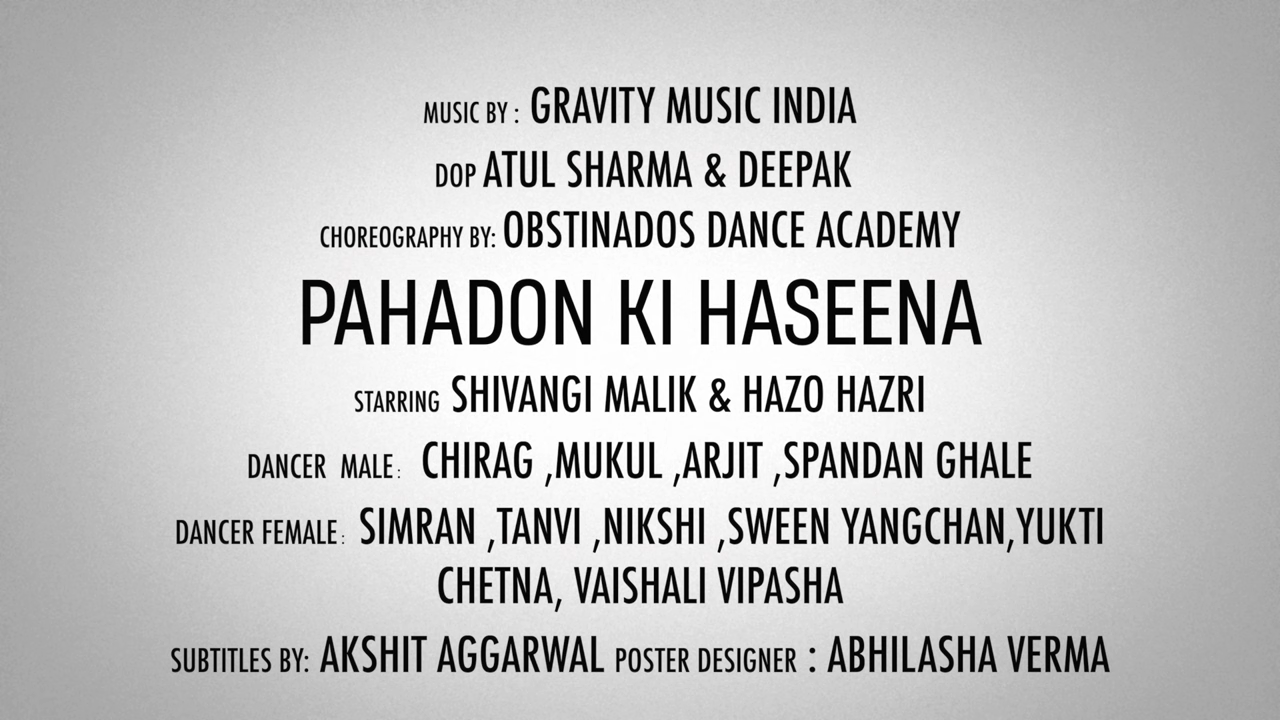 MUSIC BY : GRAVITY MUSIC INDIA
DOP ATUL SHARMA & DEEPAK
CHOREOGRAPHY BY: OBSTINADOS DANCE ACADEMY
PAHADON KI HASEENA
STARRING SHIVANGI MALIK & HAZO HAZRI
DANCER MALE: CHIRAG ,MUKUL ,ARJIT ,SPANDAN GHALE
DANCER FEMALE: SIMRAN ,TANVI ,NIKSHI ,SWEEN YANGCHAN,YUKTI
CHETNA, VAISHALI VIPASHA
SUBTITLES BY: AKSHIT AGGARWAL POSTER DESIGNER : ABHILASHA VERMA